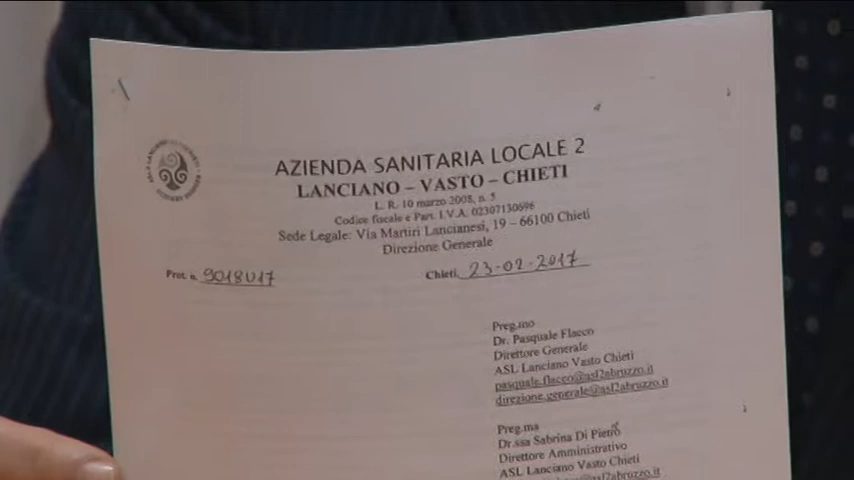 AZIENDA SANITARIA LOCALE 2
LANCIANO – VASTO – CHIETI
L. R. 10 marzo 2008, n. 5
Codice fiscale e Part. I.V.A. 02307130696
Sede Legale: Via Martiri Lancianesi, 19 – 66100 Chieti
Direzione Generale
Prot. n. 9018U17
Chieti, 23-02-2017
Preg.mo
Dr. Pasquale Flacco
Direttore Generale
ASL Lanciano Vasto Chieti
pasquale.flacco@asl2abruzzo.it
direzione.generale@asl2abruzzo.it
Preg.ma
Dr.ssa Sabrina Di Pietro
Direttore Amministrativo
ASL Lanciano Vasto Chieti